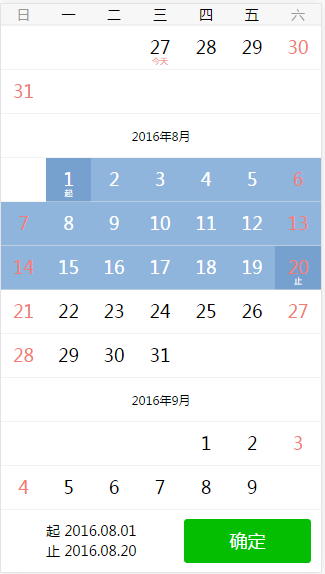 日 一 二 三 四 五 六
27 28 29 30
今天
31
2016年8月
1 2 3 4 5 6
起
7 8 9 10 11 12 13
14 15 16 17 18 19 20
止
21 22 23 24 25 26 27
28 29 30 31
2016年9月
1 2 3
4 5 6 7 8 9
起 2016.08.01
止 2016.08.20
确定